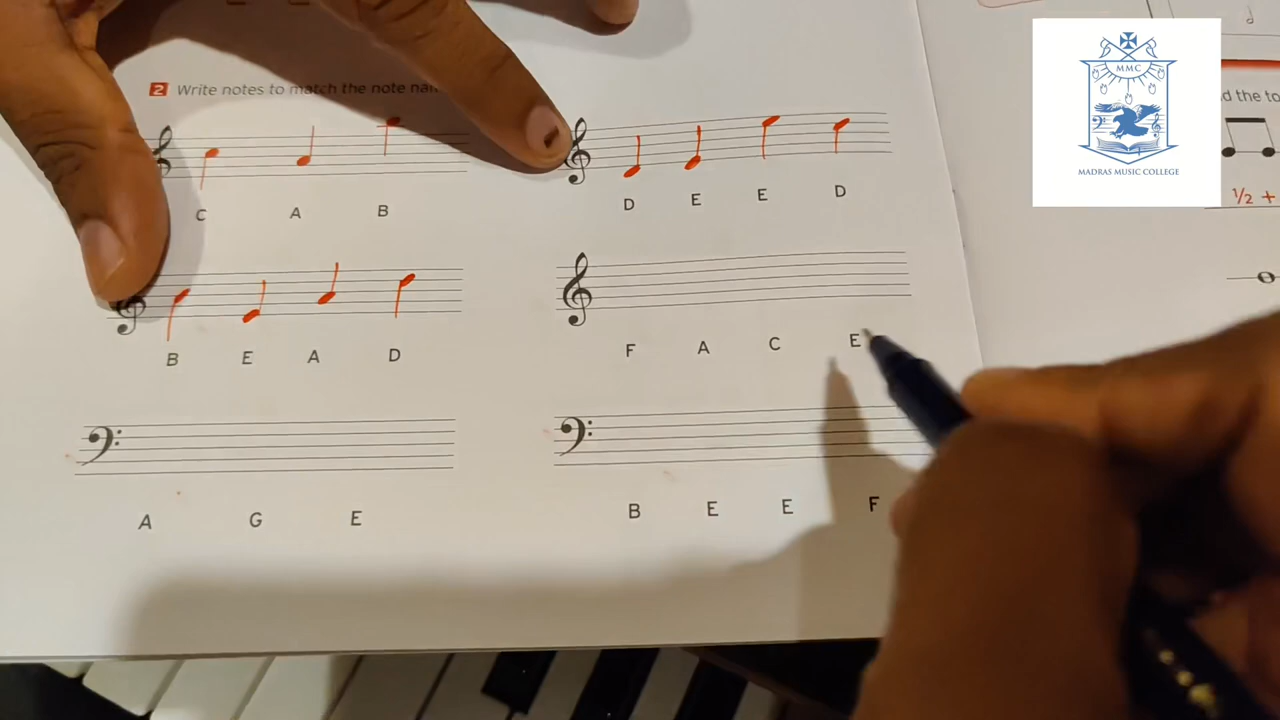 2 Write notes to match the note
C A B
D E E D
B E A D
F A C E
A G E
B E E F
MMC
MADRAS MUSIC COLLEGE
d the to
½ +